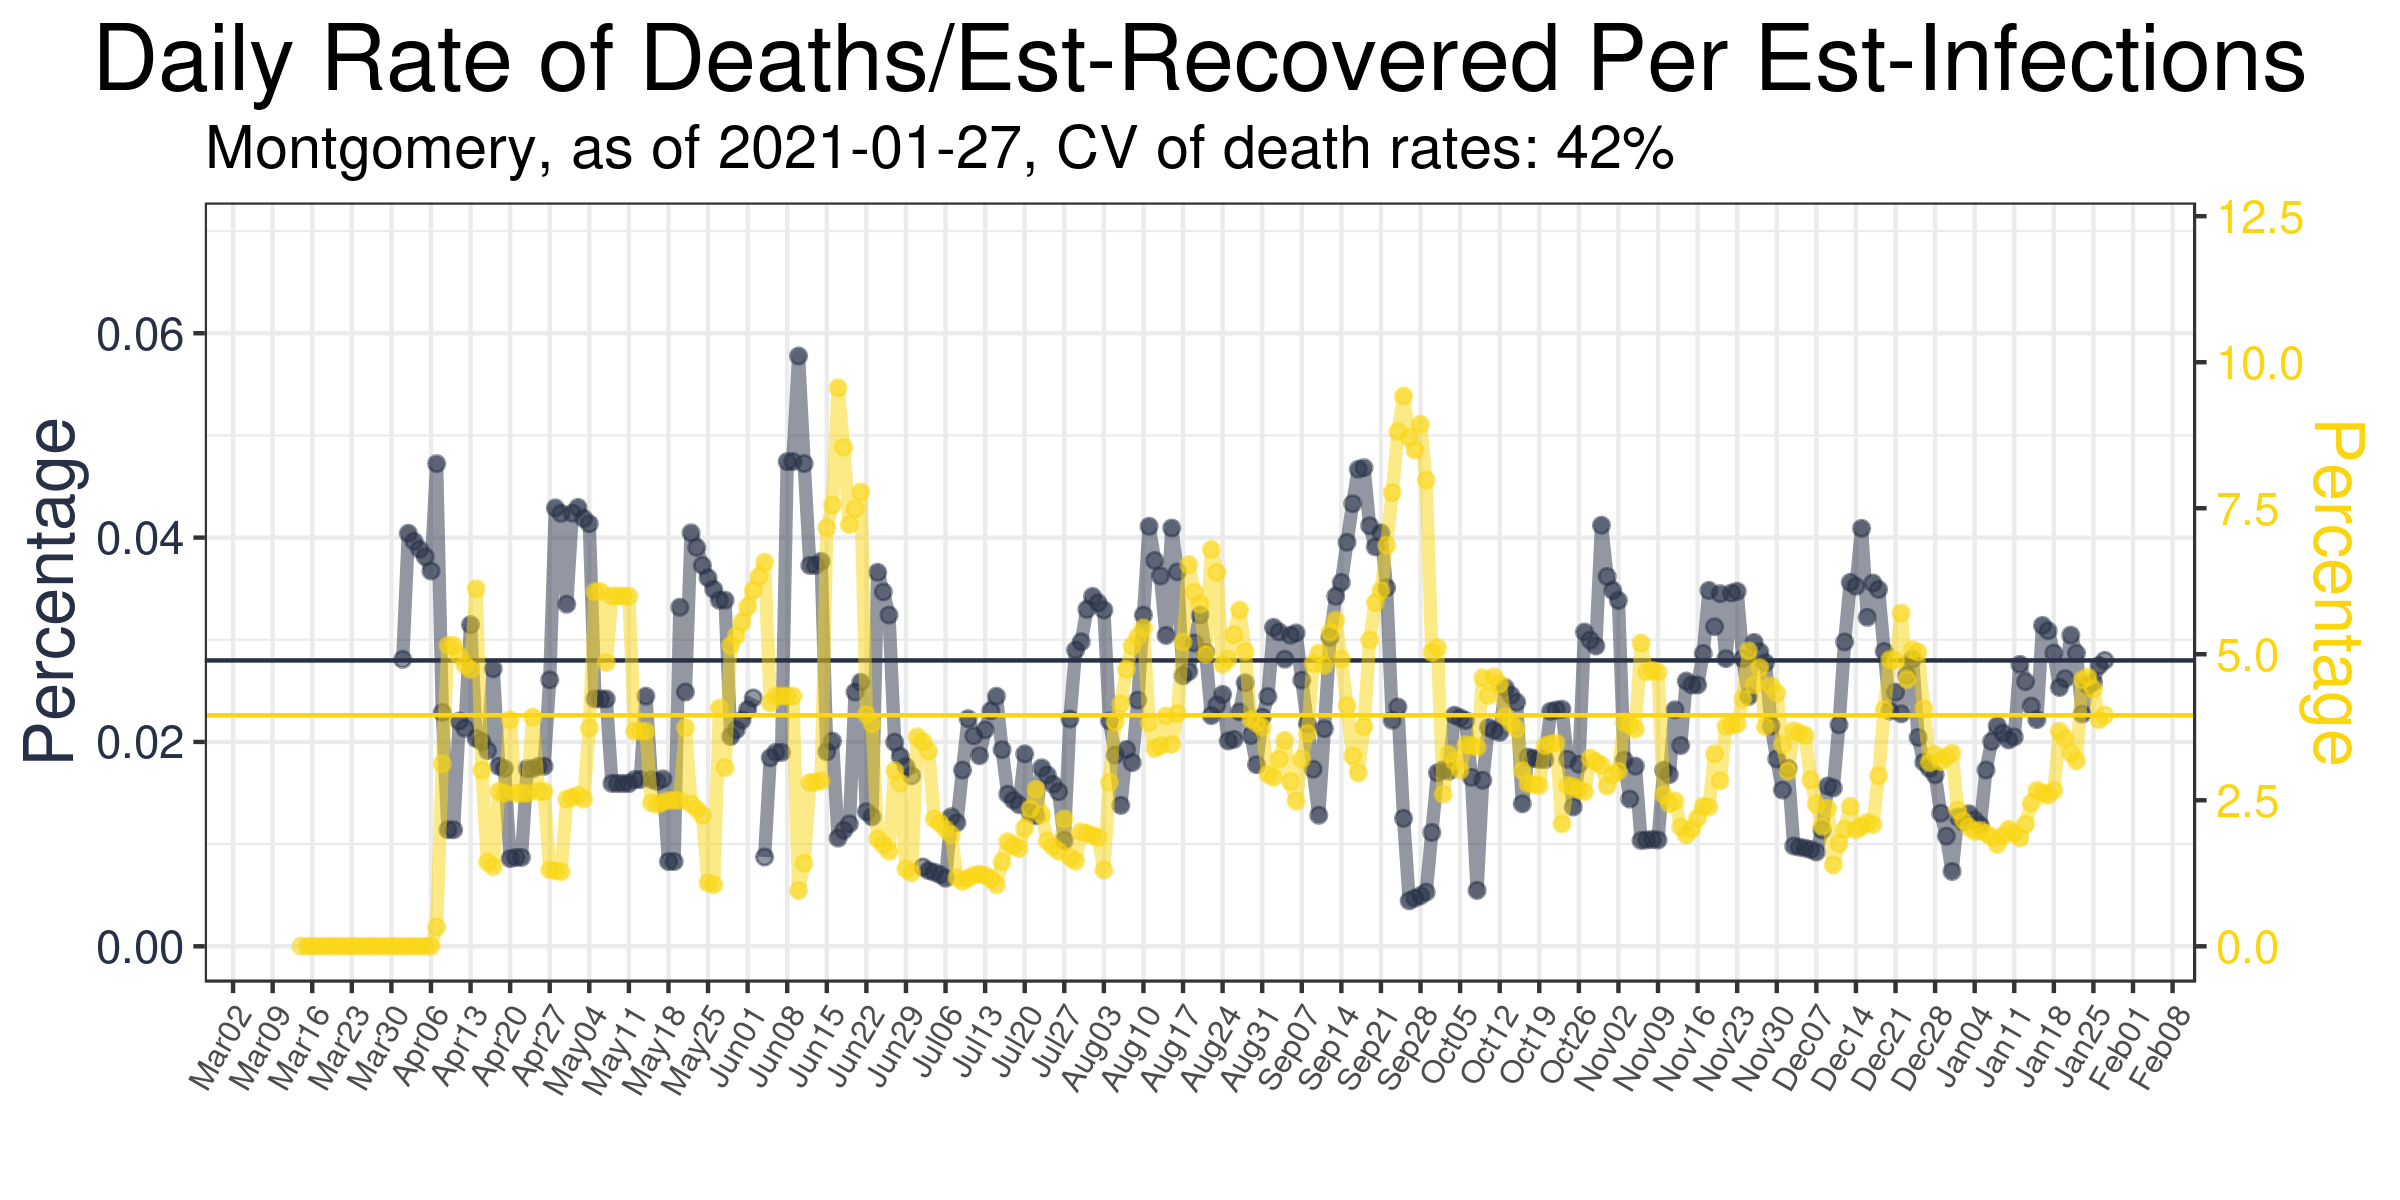 Daily Rate of Deaths/Est-Recovered Per Est-Infections
Montgomery, as of 2021-01-27, CV of death rates: 42%
Percentage
0.06
0.04
0.02
0.00
12.5
10.0
7.5
5.0
2.5
0.0
Percentage
Mar02 Mar09 Mar16 Mar23 Mar30 Apr06 Apr13 Apr20 Apr27 May04 May11 May18 May25 Jun01 Jun08 Jun15 Jun22 Jun29 Jul06 Jul13 Jul20 Jul27 Aug03 Aug10 Aug17 Aug24 Aug31 Sep07 Sep14 Sep21 Sep28 Oct05 Oct12 Oct19 Oct26 Nov02 Nov09 Nov16 Nov23 Nov30 Dec07 Dec14 Dec21 Dec28 Jan04 Jan11 Jan18 Jan25 Feb01 Feb08